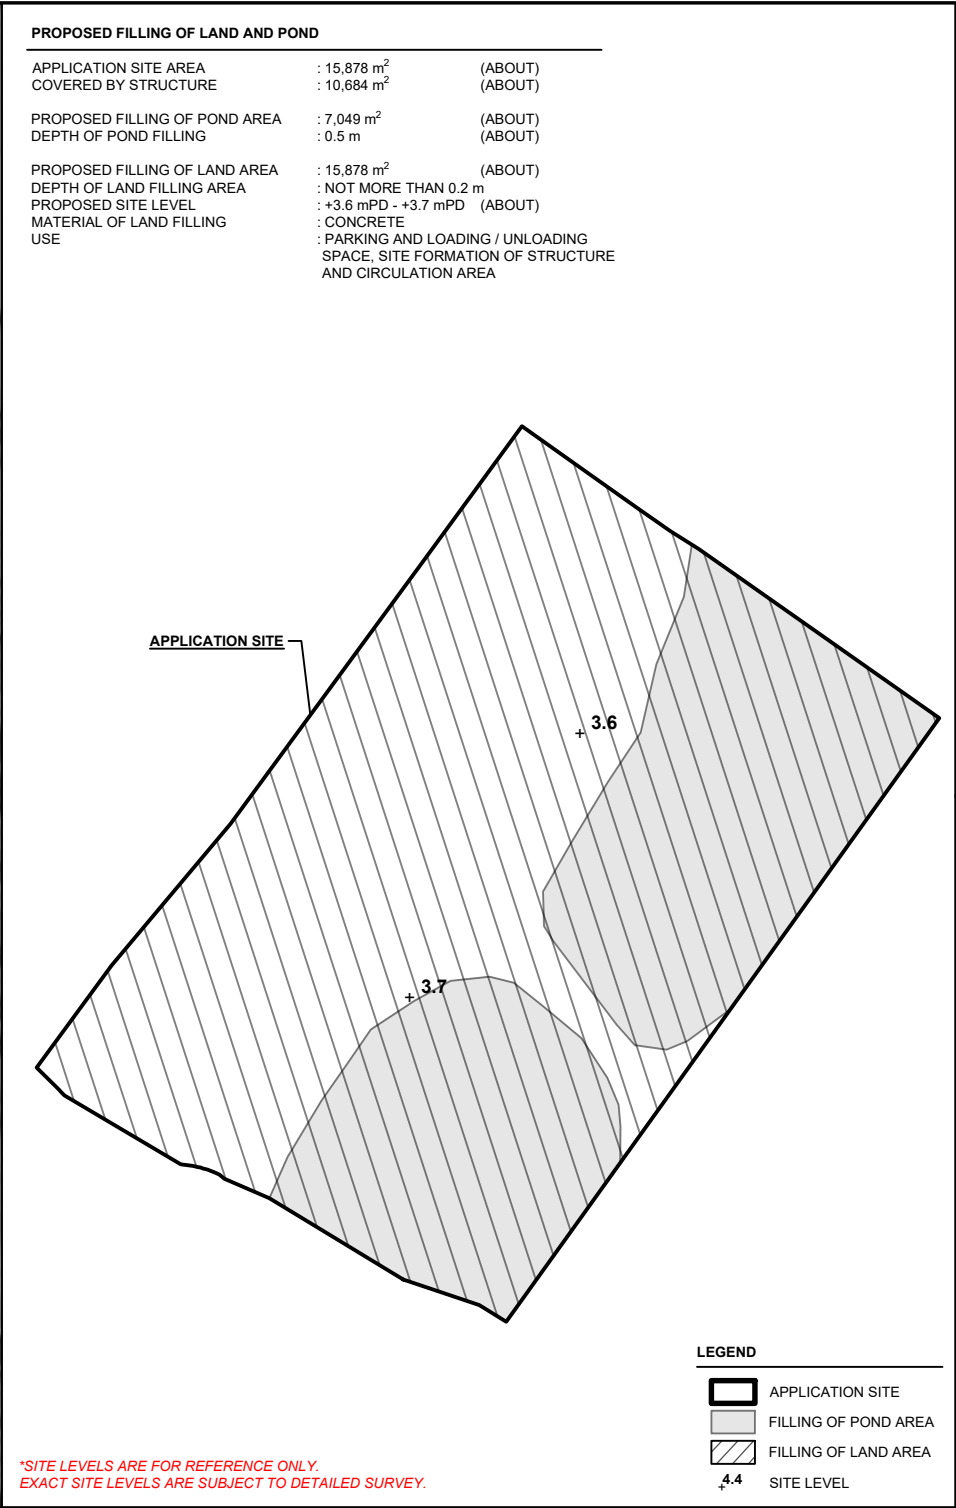 PROPOSED FILLING OF LAND AND POND
APPLICATION SITE AREA : 15,878 m² (ABOUT)
COVERED BY STRUCTURE : 10,684 m² (ABOUT)
PROPOSED FILLING OF POND AREA : 7,049 m² (ABOUT)
DEPTH OF POND FILLING : 0.5 m (ABOUT)
PROPOSED FILLING OF LAND AREA : 15,878 m² (ABOUT)
DEPTH OF LAND FILLING AREA : NOT MORE THAN 0.2 m
PROPOSED SITE LEVEL : +3.6 mPD - +3.7 mPD (ABOUT)
MATERIAL OF LAND FILLING : CONCRETE
USE : PARKING AND LOADING / UNLOADING
SPACE, SITE FORMATION OF STRUCTURE
AND CIRCULATION AREA
APPLICATION SITE
3.6
3.7
LEGEND
APPLICATION SITE
FILLING OF POND AREA
FILLING OF LAND AREA
4.4 SITE LEVEL
*SITE LEVELS ARE FOR REFERENCE ONLY.
EXACT SITE LEVELS ARE SUBJECT TO DETAILED SURVEY.